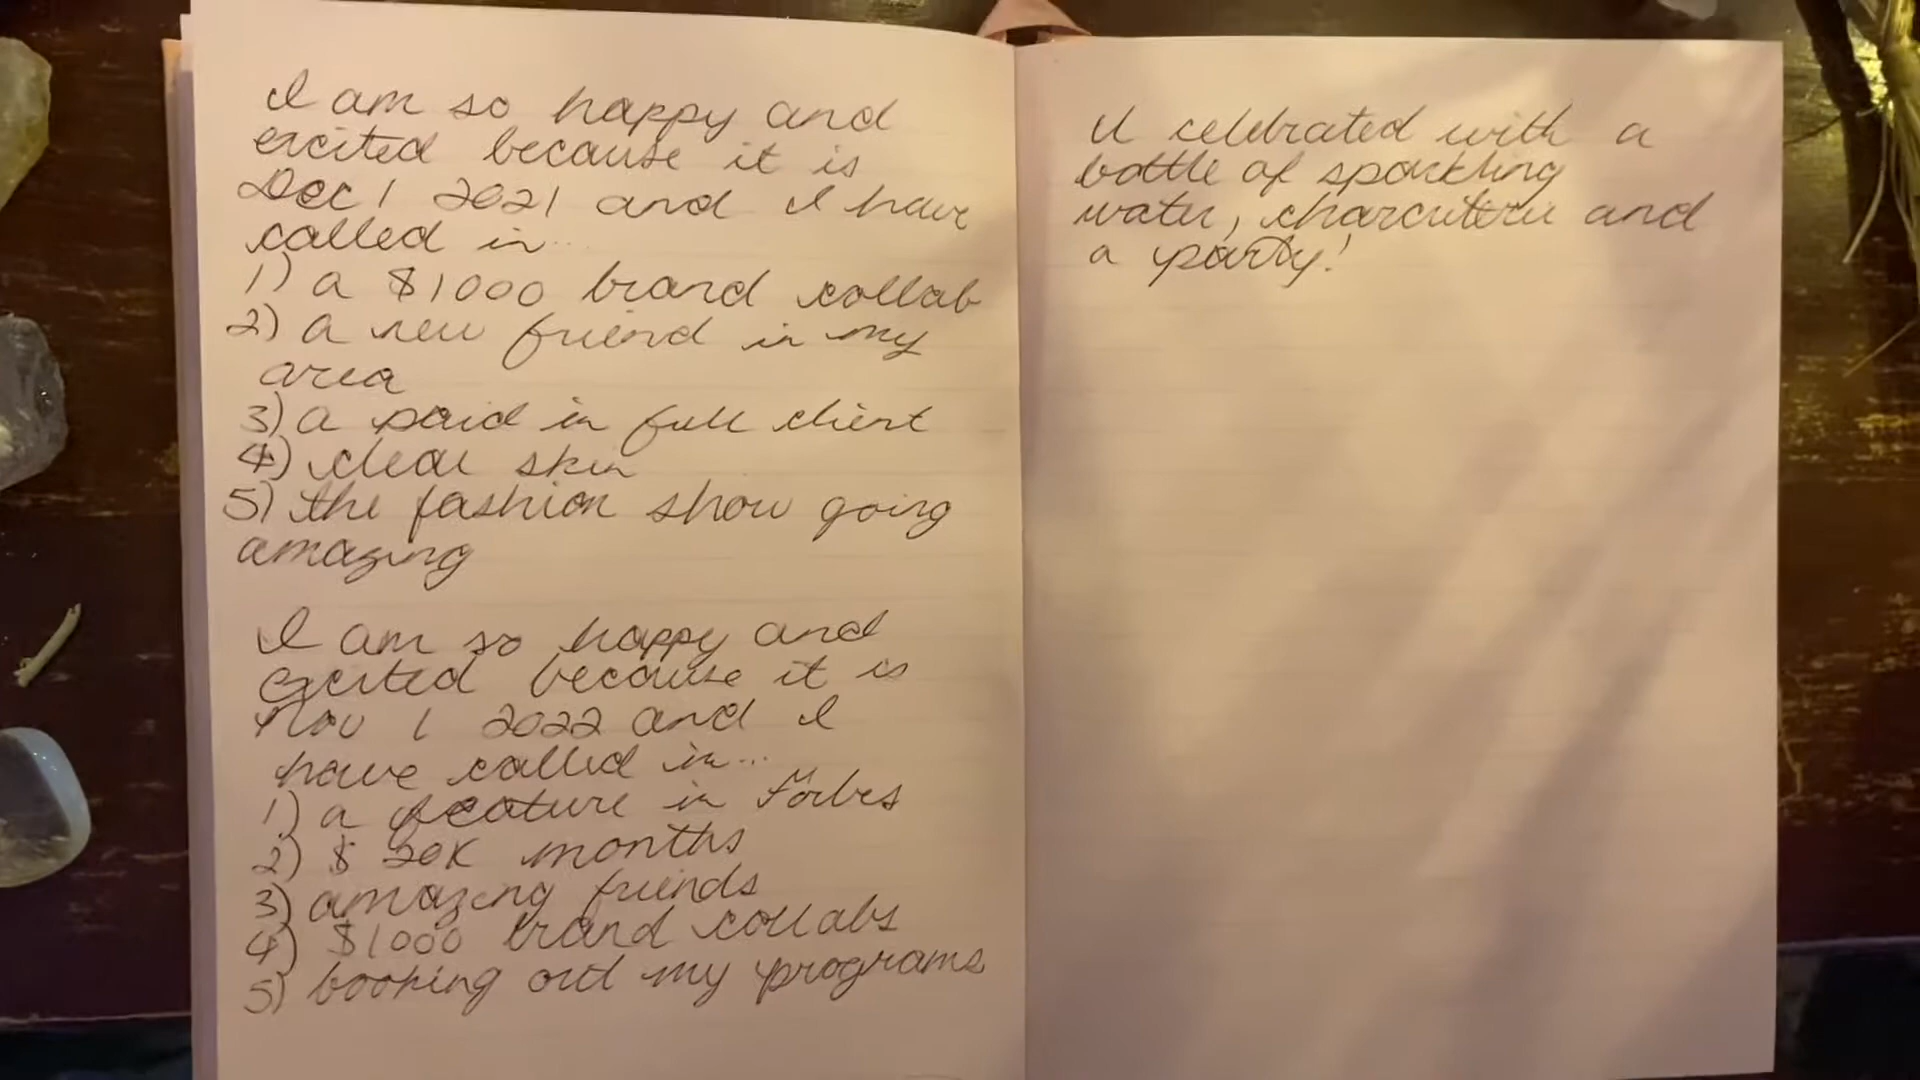 I am so happy and
excited because it is
Dec 1 2021 and I have
called in...
1) a $1000 brand collab
2) a new friend in my
area
3) a paid in full client
4) clear skin
5) the fashion show going
amazing
I am so happy and
excited because it is
Nov 1 2022 and I
have called in...
1) a feature in Forbes
2) $ 20K months
3) amazing friends
4) $1000 brand collabs
5) booking out my programs
I celebrated with a
bottle of sparkling
water, charcuterie and
a party!